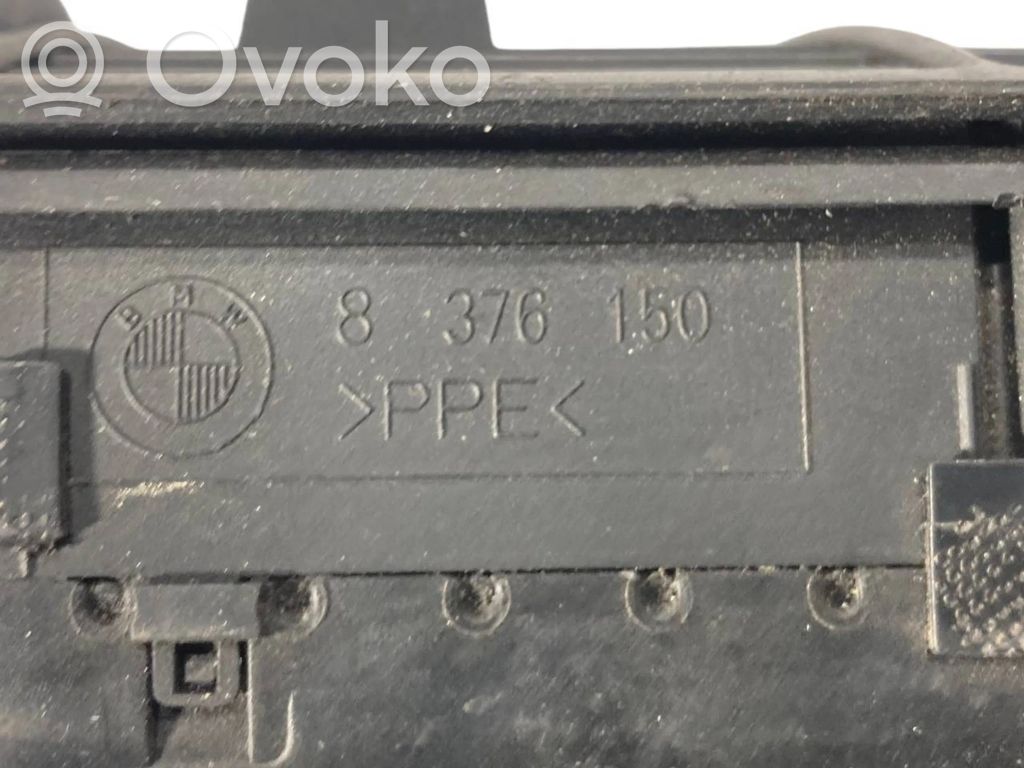 Ovoko
BMW
8 376 150
>PPE<